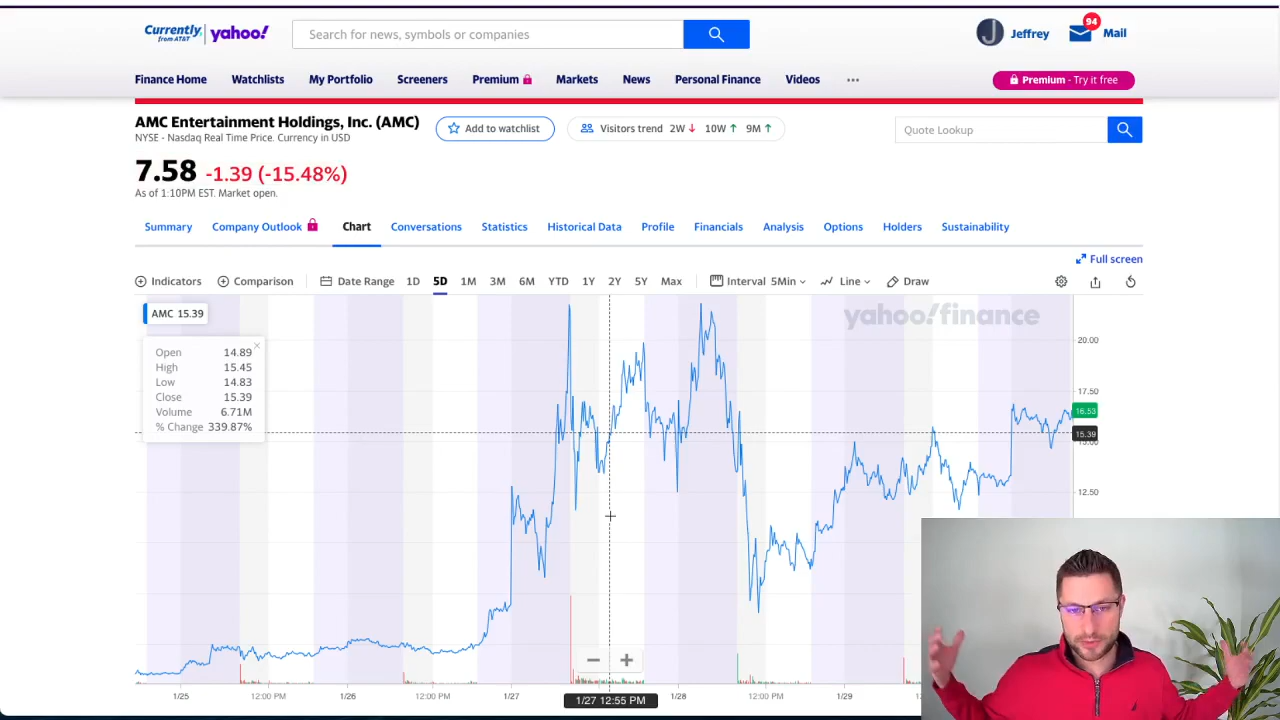 Currently, from AT&T yahoo!
Search for news, symbols or companies
J Jeffrey 94 Mail
Finance Home Watchlists My Portfolio Screeners Premium Markets News Personal Finance Videos ...
Premium - Try it free
AMC Entertainment Holdings, Inc. (AMC)
NYSE - Nasdaq Real Time Price. Currency in USD
Add to watchlist
Visitors trend 2W ↓ 10W ↑ 9M ↑
Quote Lookup
7.58 -1.39 (-15.48%)
As of 1:10PM EST. Market open.
Summary Company Outlook Chart Conversations Statistics Historical Data Profile Financials Analysis Options Holders Sustainability
Full screen
Indicators Comparison Date Range 1D 5D 1M 3M 6M YTD 1Y 2Y 5Y Max Interval 5Min Line Draw
AMC 15.39
yahoo!finance
Open 14.89
High 15.45
Low 14.83
Close 15.39
Volume 6.71M
% Change 339.87%
20.00
17.50
16.53
15.39
15.00
12.50
1/25 12:00 PM 1/26 12:00 PM 1/27 1/27 12:55 PM 1/28 12:00 PM 1/29